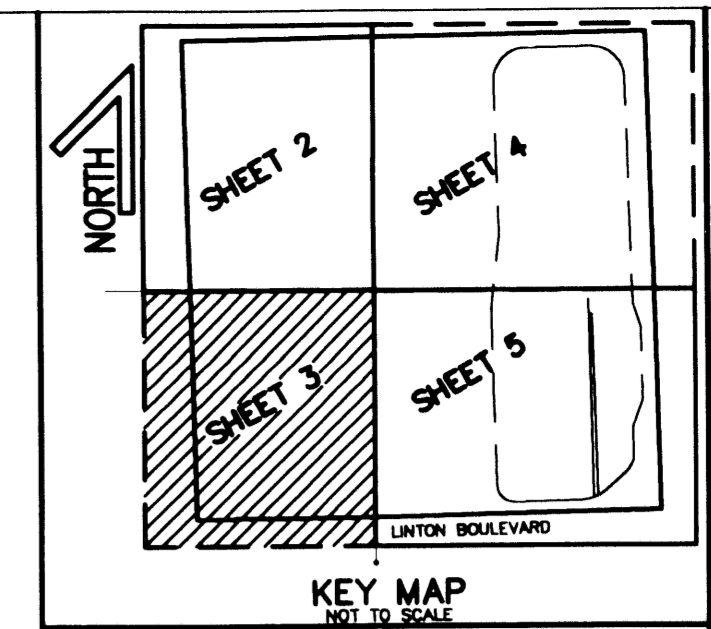 NORTH
SHEET 2
SHEET 4
SHEET 3
SHEET 5
LINTON BOULEVARD
KEY MAP
NOT TO SCALE